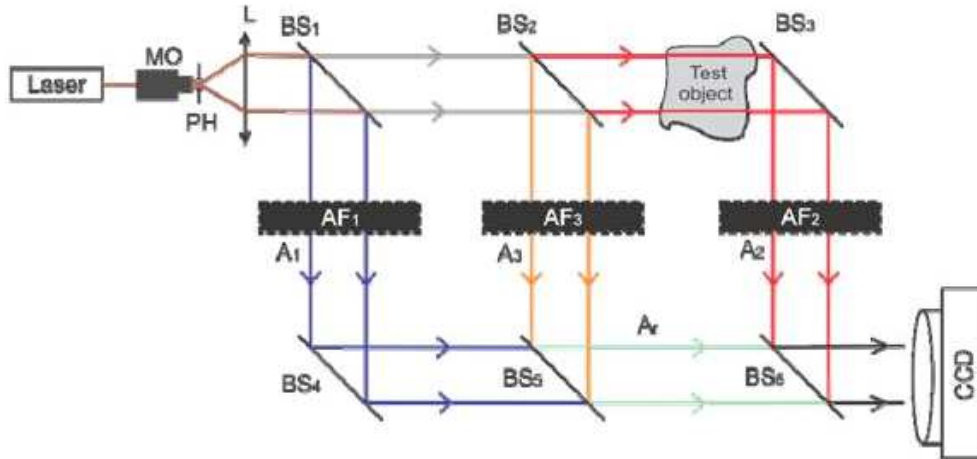 L
BS1
BS2
BS3
MO
Laser
PH
Test
object
AF1
AF3
AF2
A1
A3
A2
Ar
BS4
BS5
BS6
CCD